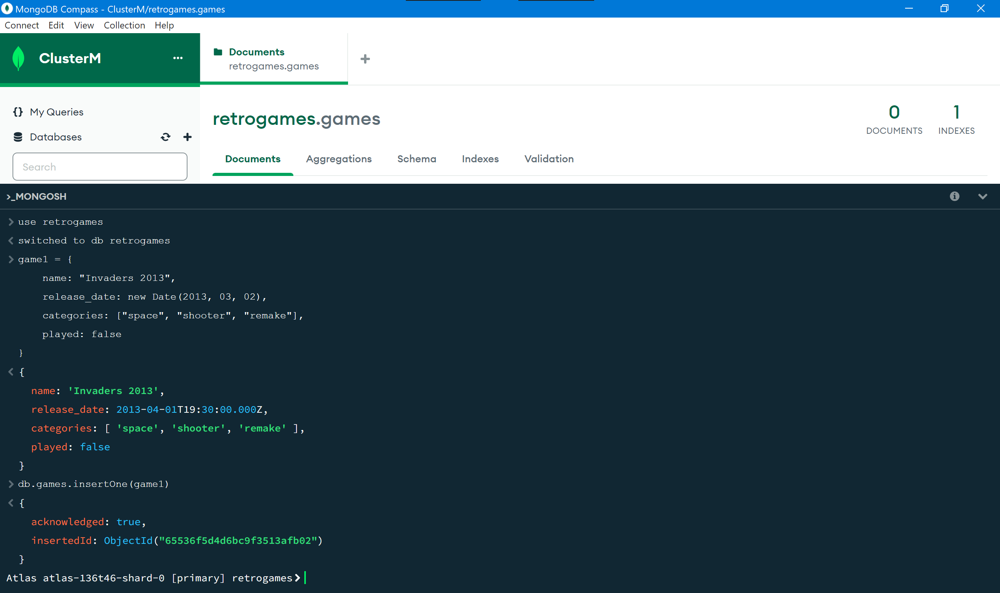 MongoDB Compass - ClusterM/retrogames.games
Connect Edit View Collection Help
ClusterM
Documents
retrogames.games
My Queries
Databases
Search
retrogames.games
0
DOCUMENTS
1
INDEXES
Documents Aggregations Schema Indexes Validation
>_MONGOSH
> use retrogames
< switched to db retrogames
> game1 = {
name: "Invaders 2013",
release_date: new Date(2013, 03, 02),
categories: ["space", "shooter", "remake"],
played: false
}
< {
name: 'Invaders 2013',
release_date: 2013-04-01T19:30:00.000Z,
categories: [ 'space', 'shooter', 'remake' ],
played: false
}
> db.games.insertOne(game1)
< {
acknowledged: true,
insertedId: ObjectId("65536f5d4d6bc9f3513afb02")
}
Atlas atlas-136t46-shard-0 [primary] retrogames>